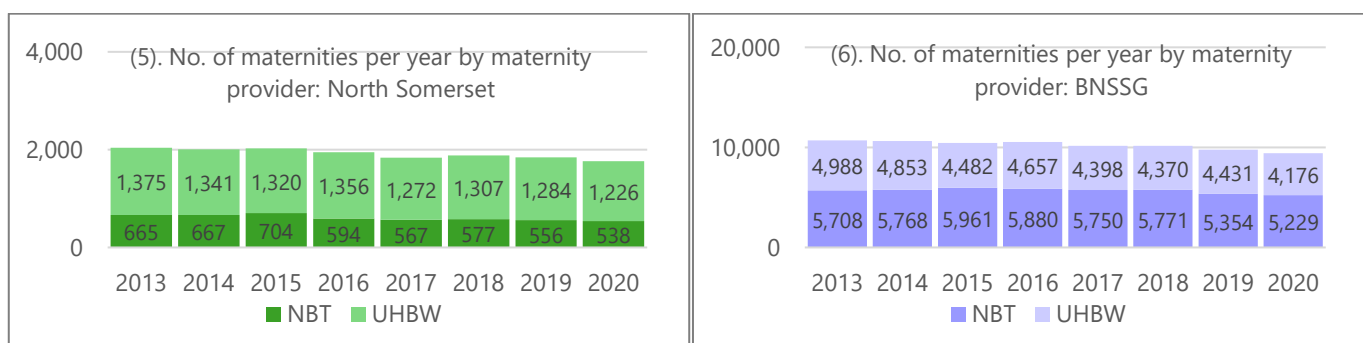 4,000
(5). No. of maternities per year by maternity
provider: North Somerset
2,000
1,375 1,341 1,320 1,356 1,272 1,307 1,284 1,226
665 667 704 594 567 577 556 538
0
2013 2014 2015 2016 2017 2018 2019 2020
NBT UHBW
20,000
(6). No. of maternities per year by maternity
provider: BNSSG
10,000
4,988 4,853 4,482 4,657 4,398 4,370 4,431 4,176
5,708 5,768 5,961 5,880 5,750 5,771 5,354 5,229
0
2013 2014 2015 2016 2017 2018 2019 2020
NBT UHBW